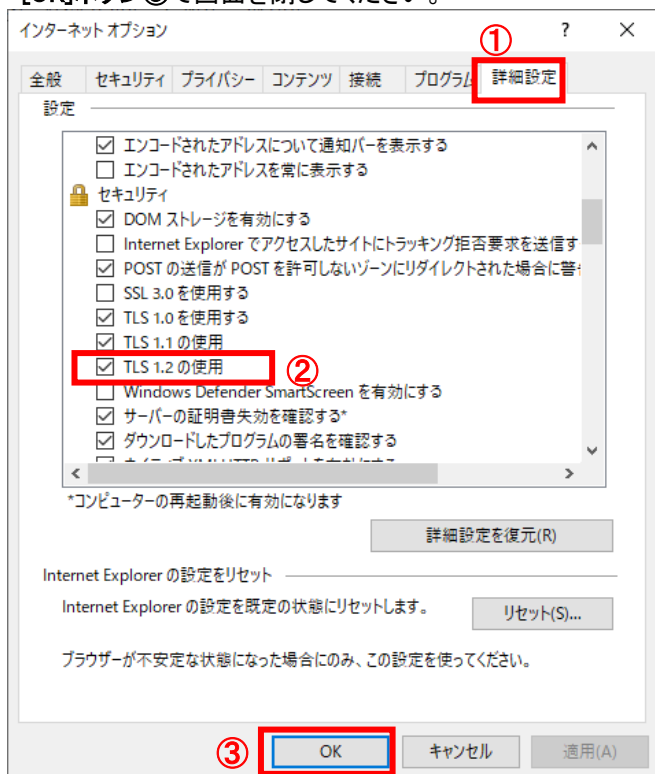 [OK]ボタン③で画面を閉じてください。
インターネット オプション ① ? ×
全般 セキュリティ プライバシー コンテンツ 接続 プログラム 詳細設定
設定
エンコードされたアドレスについて通知バーを表示する
エンコードされたアドレスを常に表示する
セキュリティ
DOM ストレージを有効にする
Internet Explorer でアクセスしたサイトにトラッキング拒否要求を送信す
POST の送信が POST を許可しないゾーンにリダイレクトされた場合に警
SSL 3.0 を使用する
TLS 1.0 を使用する
TLS 1.1 の使用
TLS 1.2 の使用 ②
Windows Defender SmartScreen を有効にする
サーバーの証明書失効を確認する*
ダウンロードしたプログラムの署名を確認する
*コンピューターの再起動後に有効になります
詳細設定を復元(R)
Internet Explorer の設定をリセット
Internet Explorer の設定を既定の状態にリセットします。 リセット(S)...
ブラウザーが不安定な状態になった場合にのみ、この設定を使ってください。
③ OK キャンセル 適用(A)